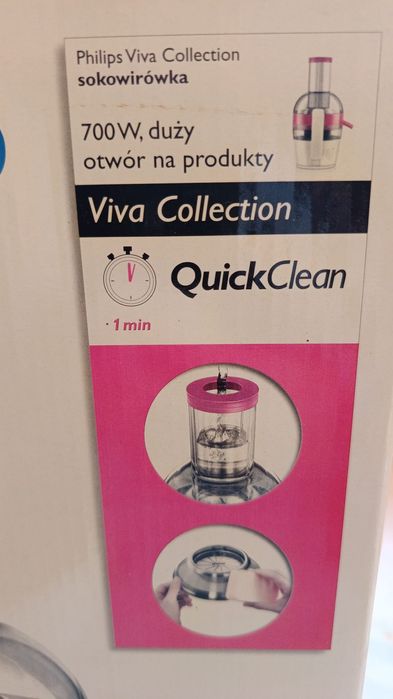 Philips Viva Collection
sokowirówka
700W, duży
otwór na produkty
Viva Collection
QuickClean
1 min